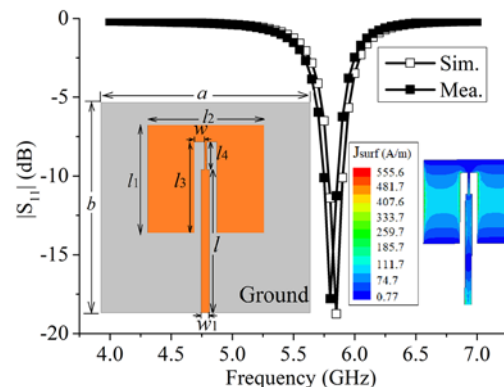 0
-5
-10
-15
-20
|S11| (dB)
4.0 4.5 5.0 5.5 6.0 6.5 7.0
Frequency (GHz)
Sim.
Mea.
a
l2
w
l4
l1
l3
b
l
Ground
w1
Jsurf (A/m)
555.6
481.7
407.6
333.7
259.7
185.7
111.7
74.7
0.77